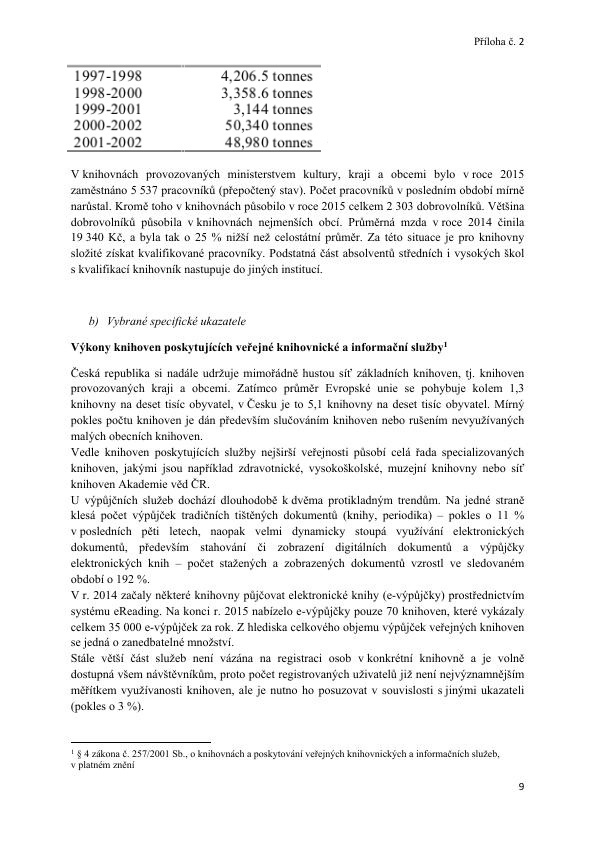 Příloha č. 2
1997-1998 4,206.5 tonnes
1998-2000 3,358.6 tonnes
1999-2001 3,144 tonnes
2000-2002 50,340 tonnes
2001-2002 48,980 tonnes
V knihovnách provozovaných ministerstvem kultury, kraji a obcemi bylo v roce 2015
zaměstnáno 5 537 pracovníků (přepočtený stav). Počet pracovníků v posledním období mírně
narůstal. Kromě toho v knihovnách působilo v roce 2015 celkem 2 303 dobrovolníků. Většina
dobrovolníků působila v knihovnách nejmenších obcí. Průměrná mzda v roce 2014 činila
19 340 Kč, a byla tak o 25 % nižší než celostátní průměr. Za této situace je pro knihovny
složité získat kvalifikované pracovníky. Podstatná část absolventů středních i vysokých škol
s kvalifikací knihovník nastupuje do jiných institucí.
b) Vybrané specifické ukazatele
Výkony knihoven poskytujících veřejné knihovnické a informační služby¹
Česká republika si nadále udržuje mimořádně hustou síť základních knihoven, tj. knihoven
provozovaných kraji a obcemi. Zatímco průměr Evropské unie se pohybuje kolem 1,3
knihovny na deset tisíc obyvatel, v Česku je to 5,1 knihovny na deset tisíc obyvatel. Mírný
pokles počtu knihoven je dán především slučováním knihoven nebo rušením nevyužívaných
malých obecních knihoven.
Vedle knihoven poskytujících služby nejširší veřejnosti působí celá řada specializovaných
knihoven, jakými jsou například zdravotnické, vysokoškolské, muzejní knihovny nebo síť
knihoven Akademie věd ČR.
U výpůjčních služeb dochází dlouhodobě k dvěma protikladným trendům. Na jedné straně
klesá počet výpůjček tradičních tištěných dokumentů (knihy, periodika) – pokles o 11 %
v posledních pěti letech, naopak velmi dynamicky stoupá využívání elektronických
dokumentů, především stahování či zobrazení digitálních dokumentů a výpůjčky
elektronických knih – počet stažených a zobrazených dokumentů vzrostl ve sledovaném
období o 192 %.
V r. 2014 začaly některé knihovny půjčovat elektronické knihy (e-výpůjčky) prostřednictvím
systému eReading. Na konci r. 2015 nabízelo e-výpůjčky pouze 70 knihoven, které vykázaly
celkem 35 000 e-výpůjček za rok. Z hlediska celkového objemu výpůjček veřejných knihoven
se jedná o zanedbatelné množství.
Stále větší část služeb není vázána na registraci osob v konkrétní knihovně a je volně
dostupná všem návštěvníkům, proto počet registrovaných uživatelů již není nejvýznamnějším
měřítkem využívanosti knihoven, ale je nutno ho posuzovat v souvislosti s jinými ukazateli
(pokles o 3 %).
¹ § 4 zákona č. 257/2001 Sb., o knihovnách a poskytování veřejných knihovnických a informačních služeb,
v platném znění
9